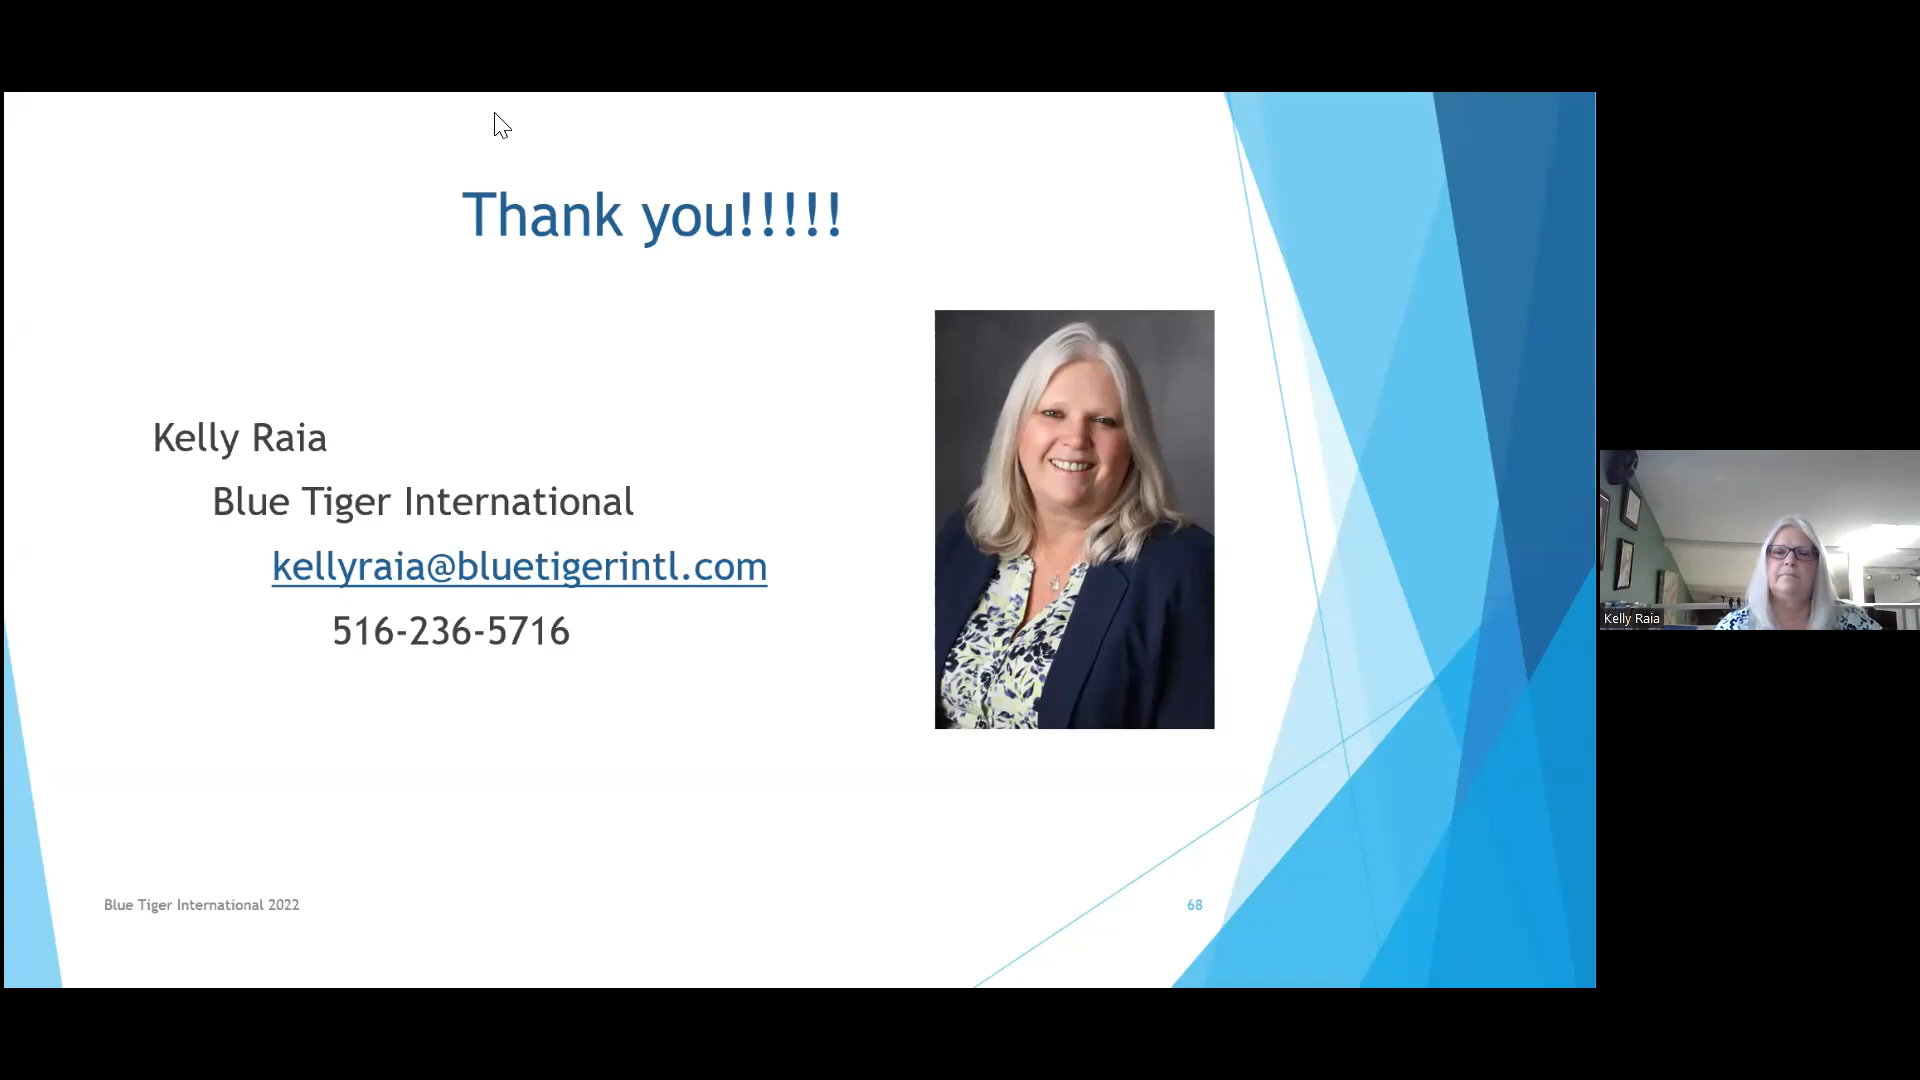 Thank you!!!!!
Kelly Raia
Blue Tiger International
kellyraia@bluetigerintl.com
516-236-5716
Blue Tiger International 2022
68
Kelly Raia